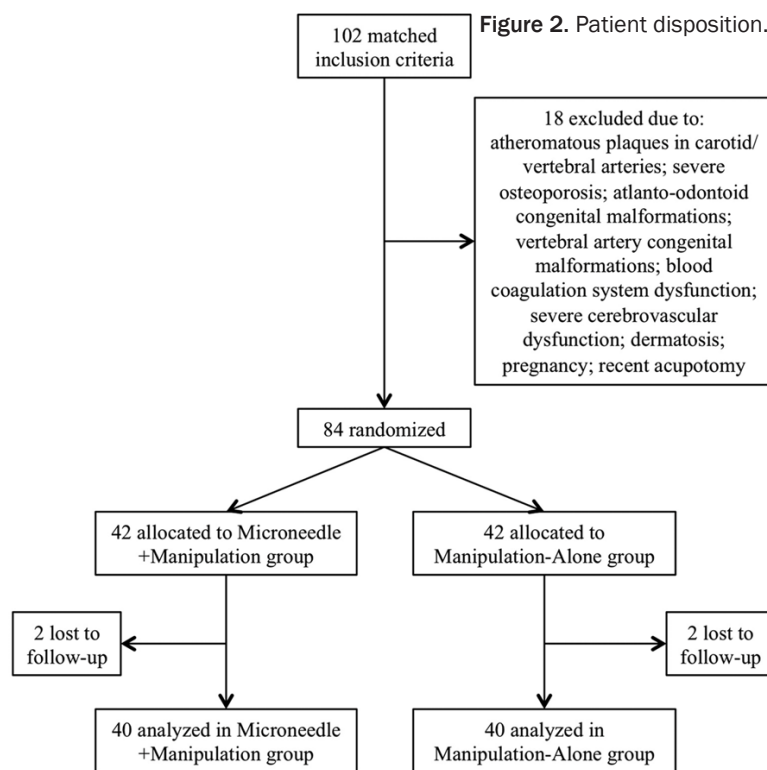 Figure 2. Patient disposition.
102 matched
inclusion criteria
18 excluded due to:
atheromatous plaques in carotid/
vertebral arteries; severe
osteoporosis; atlanto-odontoid
congenital malformations;
vertebral artery congenital
malformations; blood
coagulation system dysfunction;
severe cerebrovascular
dysfunction; dermatosis;
pregnancy; recent acupotomy
84 randomized
42 allocated to Microneedle
+Manipulation group
42 allocated to
Manipulation-Alone group
2 lost to
follow-up
2 lost to
follow-up
40 analyzed in Microneedle
+Manipulation group
40 analyzed in
Manipulation-Alone group